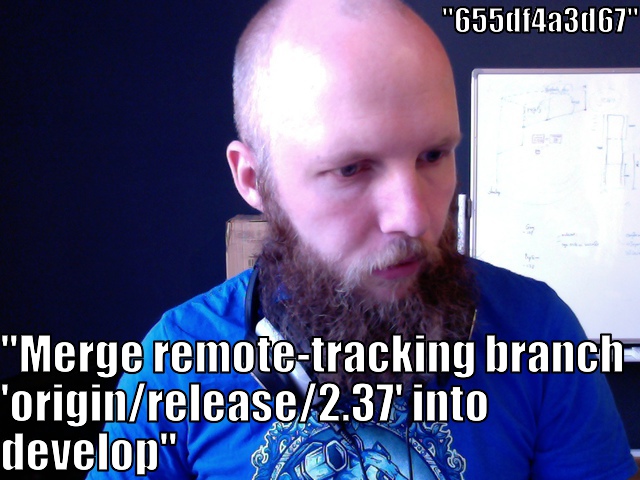 "655df4a3d67"
"Merge remote-tracking branch
'origin/release/2.37' into
develop"